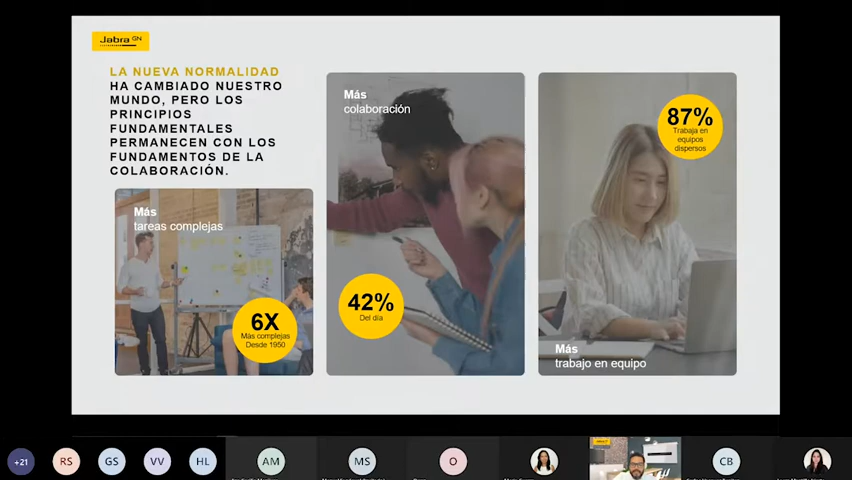 Jabra GN
LA NUEVA NORMALIDAD
HA CAMBIADO NUESTRO
MUNDO, PERO LOS
PRINCIPIOS
FUNDAMENTALES
PERMANECEN CON LOS
FUNDAMENTOS DE LA
COLABORACIÓN.
Más
tareas complejas
6X
Más complejas
Desde 1950
Más
colaboración
42%
Del día
87%
Trabaja en
equipos
dispersos
Más
trabajo en equipo
+21
RS
GS
VV
HL
AM
MS
O
CB